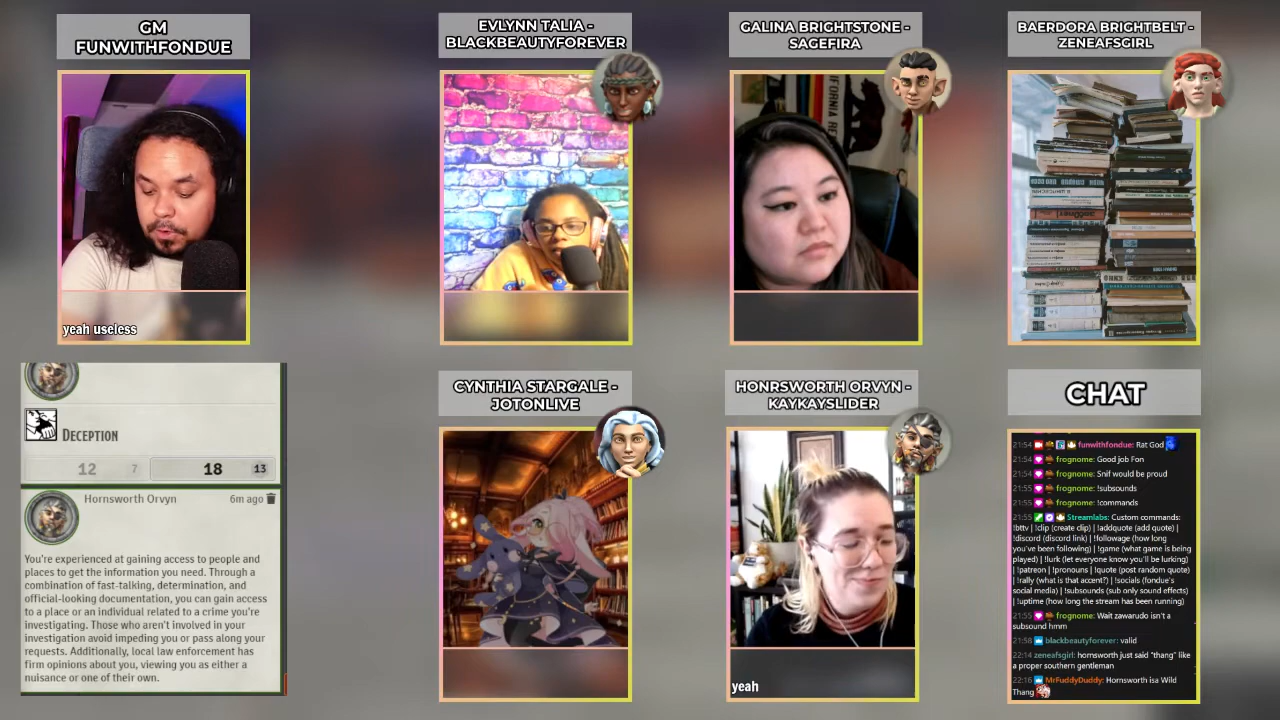 GM
FUNWITHFONDUE
EVLYNN TALIA -
BLACKBEAUTYFOREVER
GALINA BRIGHTSTONE -
SAGEFIRA
BAERDORA BRIGHTBELT -
ZENEAFSGIRL
yeah useless
DECEPTION
12 7 18 13
Hornsworth Orvyn 6m ago
You're experienced at gaining access to people and
places to get the information you need. Through a
combination of fast-talking, determination, and
official-looking documentation, you can gain access
to a place or an individual related to a crime you're
investigating. Those who aren't involved in your
investigation avoid impeding you or pass along your
requests. Additionally, local law enforcement has
firm opinions about you, viewing you as either a
nuisance or one of their own.
CYNTHIA STARGALE -
JOTONLIVE
HONRSWORTH ORVYN -
KAYKAYSLIDER
yeah
CHAT
21:54 funwithfondue: Rat God
21:54 frognome: Good job Fon
21:54 frognome: Snif would be proud
21:55 frognome: !subsounds
21:55 frognome: !commands
21:55 Streamlabs: Custom commands:
!bttv | !clip (create clip) | !addquote (add quote) |
!discord (discord link) | !followage (how long
you've been following) | !game (what game is being
played) | !lurk (let everyone know you'll be lurking)
| !patreon | !pronouns | !quote (post random quote)
| !rally (what is that accent?) | !socials (fondue's
social media) | !subsounds (sub only sound effects)
| !uptime (how long the stream has been running)
21:55 frognome: Wait zawarudo isn't a
subsound hmm
21:58 blackbeautyforever: valid
22:14 zeneafsgirl: hornsworth just said "thang" like
a proper southern gentleman
22:16 MrFuddyDuddy: Hornsworth isa Wild
Thang